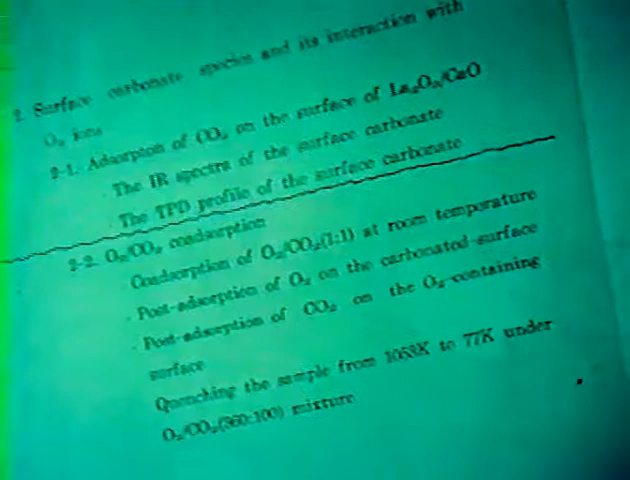 2. Surface carbonate species and its interaction with
O₂ ions
2-1. Adsorption of CO₂ on the surface of La₂O₃/CaO
· The IR spectra of the surface carbonate
· The TPD profile of the surface carbonate
2-2. O₂/CO₂ coadsorption
Coadsorption of O₂/CO₂(1:1) at room temperature
· Post-adsorption of O₂ on the carbonated surface
· Post-adsorption of CO₂ on the O₂-containing
surface
Quenching the sample from to 77K under
O₂/CO₂(360:100) mixture